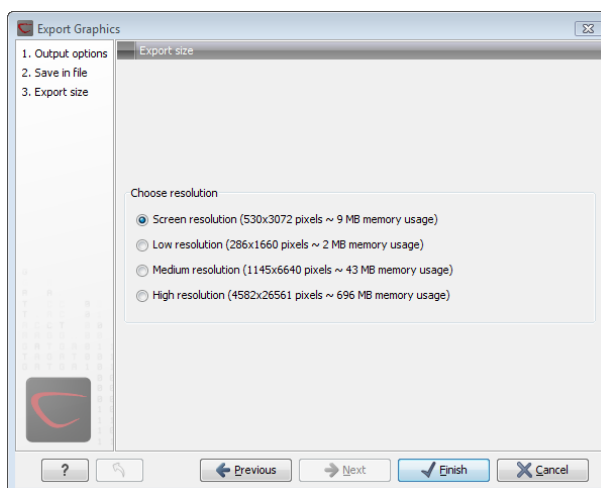 Export Graphics
1. Output options
2. Save in file
3. Export size
Export size
Choose resolution
Screen resolution (530x3072 pixels ~ 9 MB memory usage)
Low resolution (286x1660 pixels ~ 2 MB memory usage)
Medium resolution (1145x6640 pixels ~ 43 MB memory usage)
High resolution (4582x26561 pixels ~ 696 MB memory usage)
?
Previous
Next
Finish
Cancel